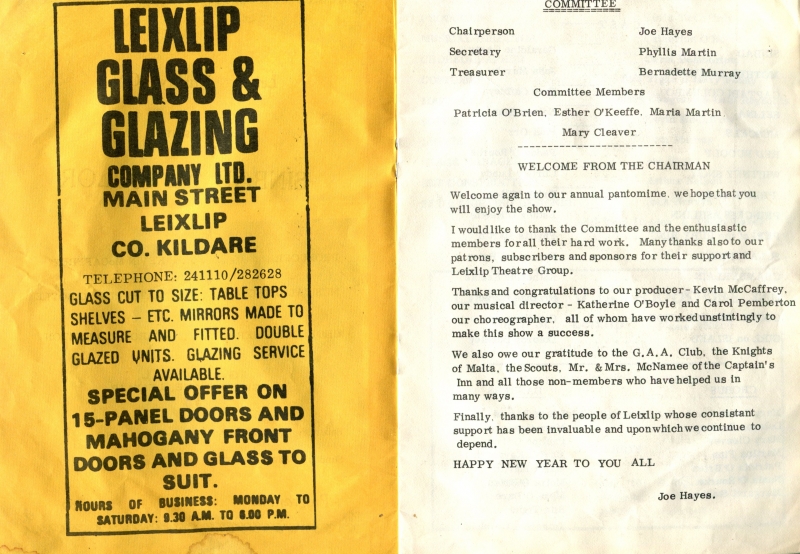 LEIXLIP
GLASS &
GLAZING
COMPANY LTD.
MAIN STREET
LEIXLIP
CO. KILDARE
TELEPHONE: 241110/282628
GLASS CUT TO SIZE: TABLE TOPS
SHELVES – ETC. MIRRORS MADE TO
MEASURE AND FITTED. DOUBLE
GLAZED UNITS. GLAZING SERVICE
AVAILABLE.
SPECIAL OFFER ON
15-PANEL DOORS AND
MAHOGANY FRONT
DOORS AND GLASS TO
SUIT.
HOURS OF BUSINESS: MONDAY TO
SATURDAY: 9.30 A.M. TO 6.00 P.M.
COMMITTEE
Chairperson Joe Hayes
Secretary Phyllis Martin
Treasurer Bernadette Murray
Committee Members
Patricia O'Brien, Esther O'Keeffe, Maria Martin
Mary Cleaver
WELCOME FROM THE CHAIRMAN
Welcome again to our annual pantomime, we hope that you
will enjoy the show.
I would like to thank the Committee and the enthusiastic
members for all their hard work. Many thanks also to our
patrons, subscribers and sponsors for their support and
Leixlip Theatre Group.
Thanks and congratulations to our producer - Kevin McCaffrey,
our musical director - Katherine O'Boyle and Carol Pemberton
our choreographer, all of whom have worked unstintingly to
make this show a success.
We also owe our gratitude to the G.A.A. Club, the Knights
of Malta, the Scouts, Mr. & Mrs. McNamee of the Captain's
Inn and all those non-members who have helped us in
many ways.
Finally, thanks to the people of Leixlip whose consistant
support has been invaluable and upon which we continue to
depend.
HAPPY NEW YEAR TO YOU ALL
Joe Hayes.